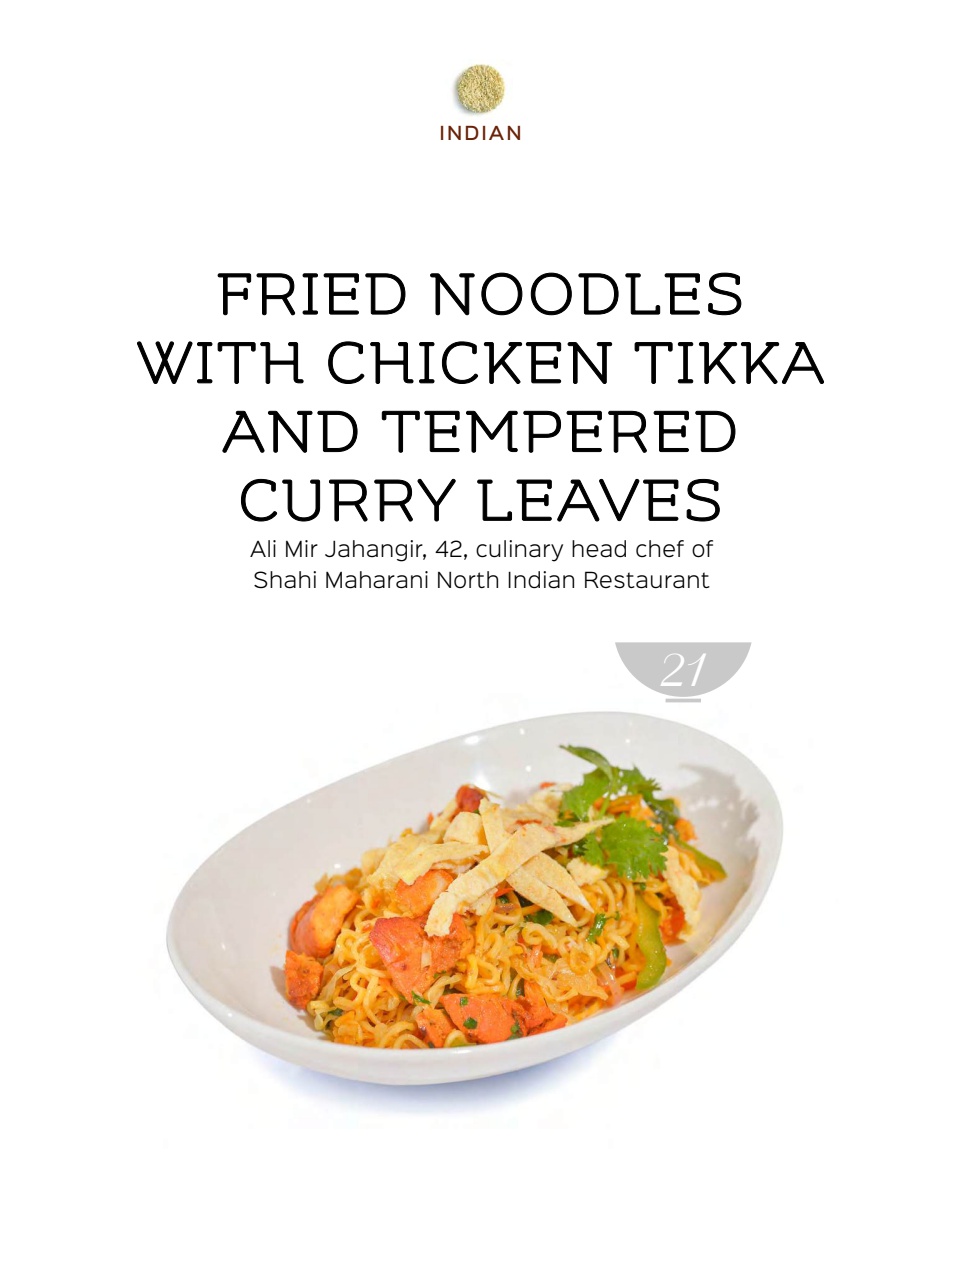 INDIAN
FRIED NOODLES
WITH CHICKEN TIKKA
AND TEMPERED
CURRY LEAVES
Ali Mir Jahangir, 42, culinary head chef of
Shahi Maharani North Indian Restaurant
21